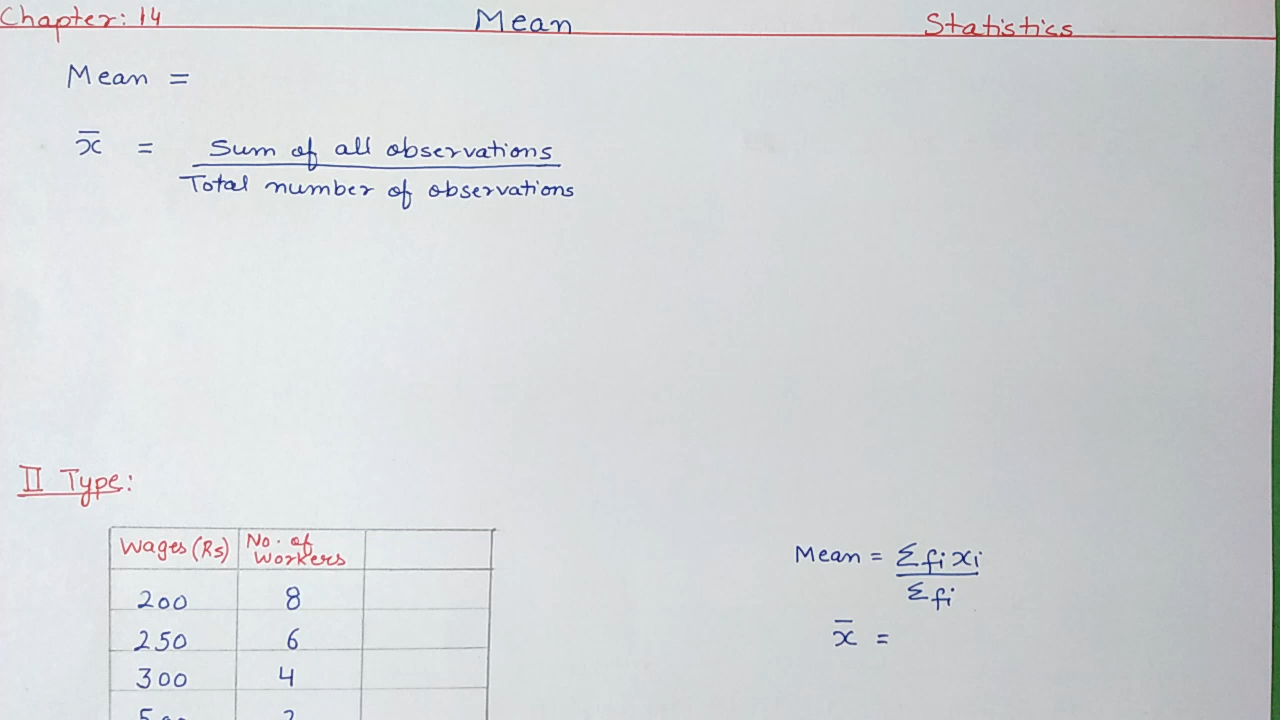 Chapter: 14 Mean Statistics
Mean =
x̄ = Sum of all observations
Total number of observations
II Type:
Wages (Rs) No. of Workers
200 8
250 6
300 4
Mean = Σfixi
Σfi
x̄ =